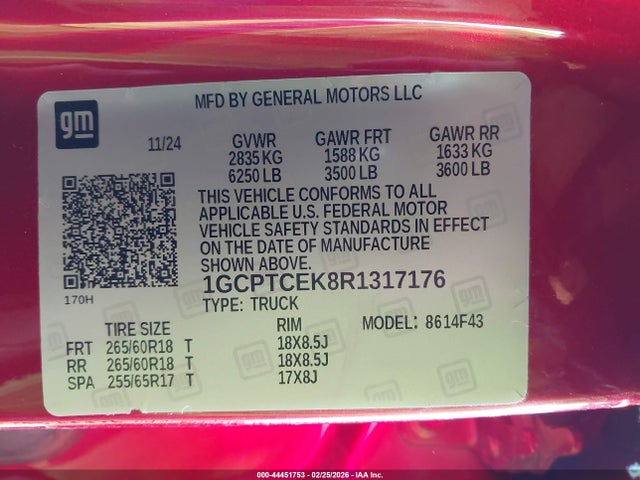 MFD BY GENERAL MOTORS LLC
gm
11/24 GVWR GAWR FRT GAWR RR
2835 KG 1588 KG 1633 KG
6250 LB 3500 LB 3600 LB
THIS VEHICLE CONFORMS TO ALL
APPLICABLE U.S. FEDERAL MOTOR
VEHICLE SAFETY STANDARDS IN EFFECT
ON THE DATE OF MANUFACTURE
SHOWN ABOVE.
170H
1GCPTCEK8R1317176
TYPE: TRUCK
TIRE SIZE RIM MODEL: 8614F43
FRT 265/60R18 T 18X8.5J
RR 265/60R18 T 18X8.5J
SPA 255/65R17 T 17X8J
000-44451753 - 02/25/2026 - IAA Inc.